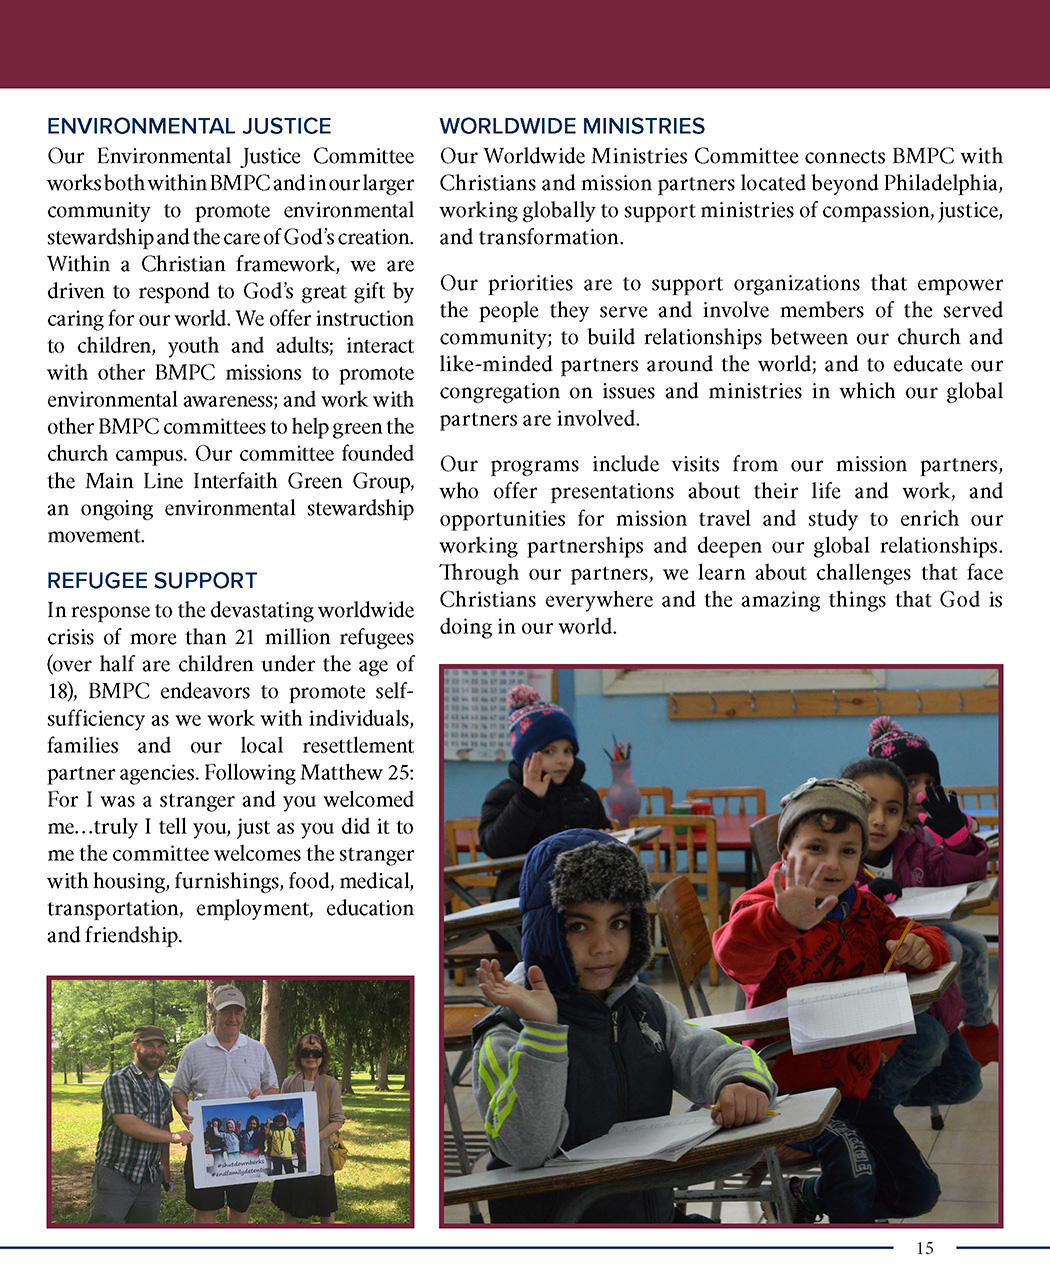 ENVIRONMENTAL JUSTICE
Our Environmental Justice Committee
works both within BMPC and in our larger
community to promote environmental
stewardship and the care of God's creation.
Within a Christian framework, we are
driven to respond to God's great gift by
caring for our world. We offer instruction
to children, youth and adults; interact
with other BMPC missions to promote
environmental awareness; and work with
other BMPC committees to help green the
church campus. Our committee founded
the Main Line Interfaith Green Group,
an ongoing environmental stewardship
movement.
REFUGEE SUPPORT
In response to the devastating worldwide
crisis of more than 21 million refugees
(over half are children under the age of
18), BMPC endeavors to promote self-
sufficiency as we work with individuals,
families and our local resettlement
partner agencies. Following Matthew 25:
For I was a stranger and you welcomed
me…truly I tell you, just as you did it to
me the committee welcomes the stranger
with housing, furnishings, food, medical,
transportation, employment, education
and friendship.
#shutdownberks
#endfamilydetention
WORLDWIDE MINISTRIES
Our Worldwide Ministries Committee connects BMPC with
Christians and mission partners located beyond Philadelphia,
working globally to support ministries of compassion, justice,
and transformation.
Our priorities are to support organizations that empower
the people they serve and involve members of the served
community; to build relationships between our church and
like-minded partners around the world; and to educate our
congregation on issues and ministries in which our global
partners are involved.
Our programs include visits from our mission partners,
who offer presentations about their life and work, and
opportunities for mission travel and study to enrich our
working partnerships and deepen our global relationships.
Through our partners, we learn about challenges that face
Christians everywhere and the amazing things that God is
doing in our world.
15